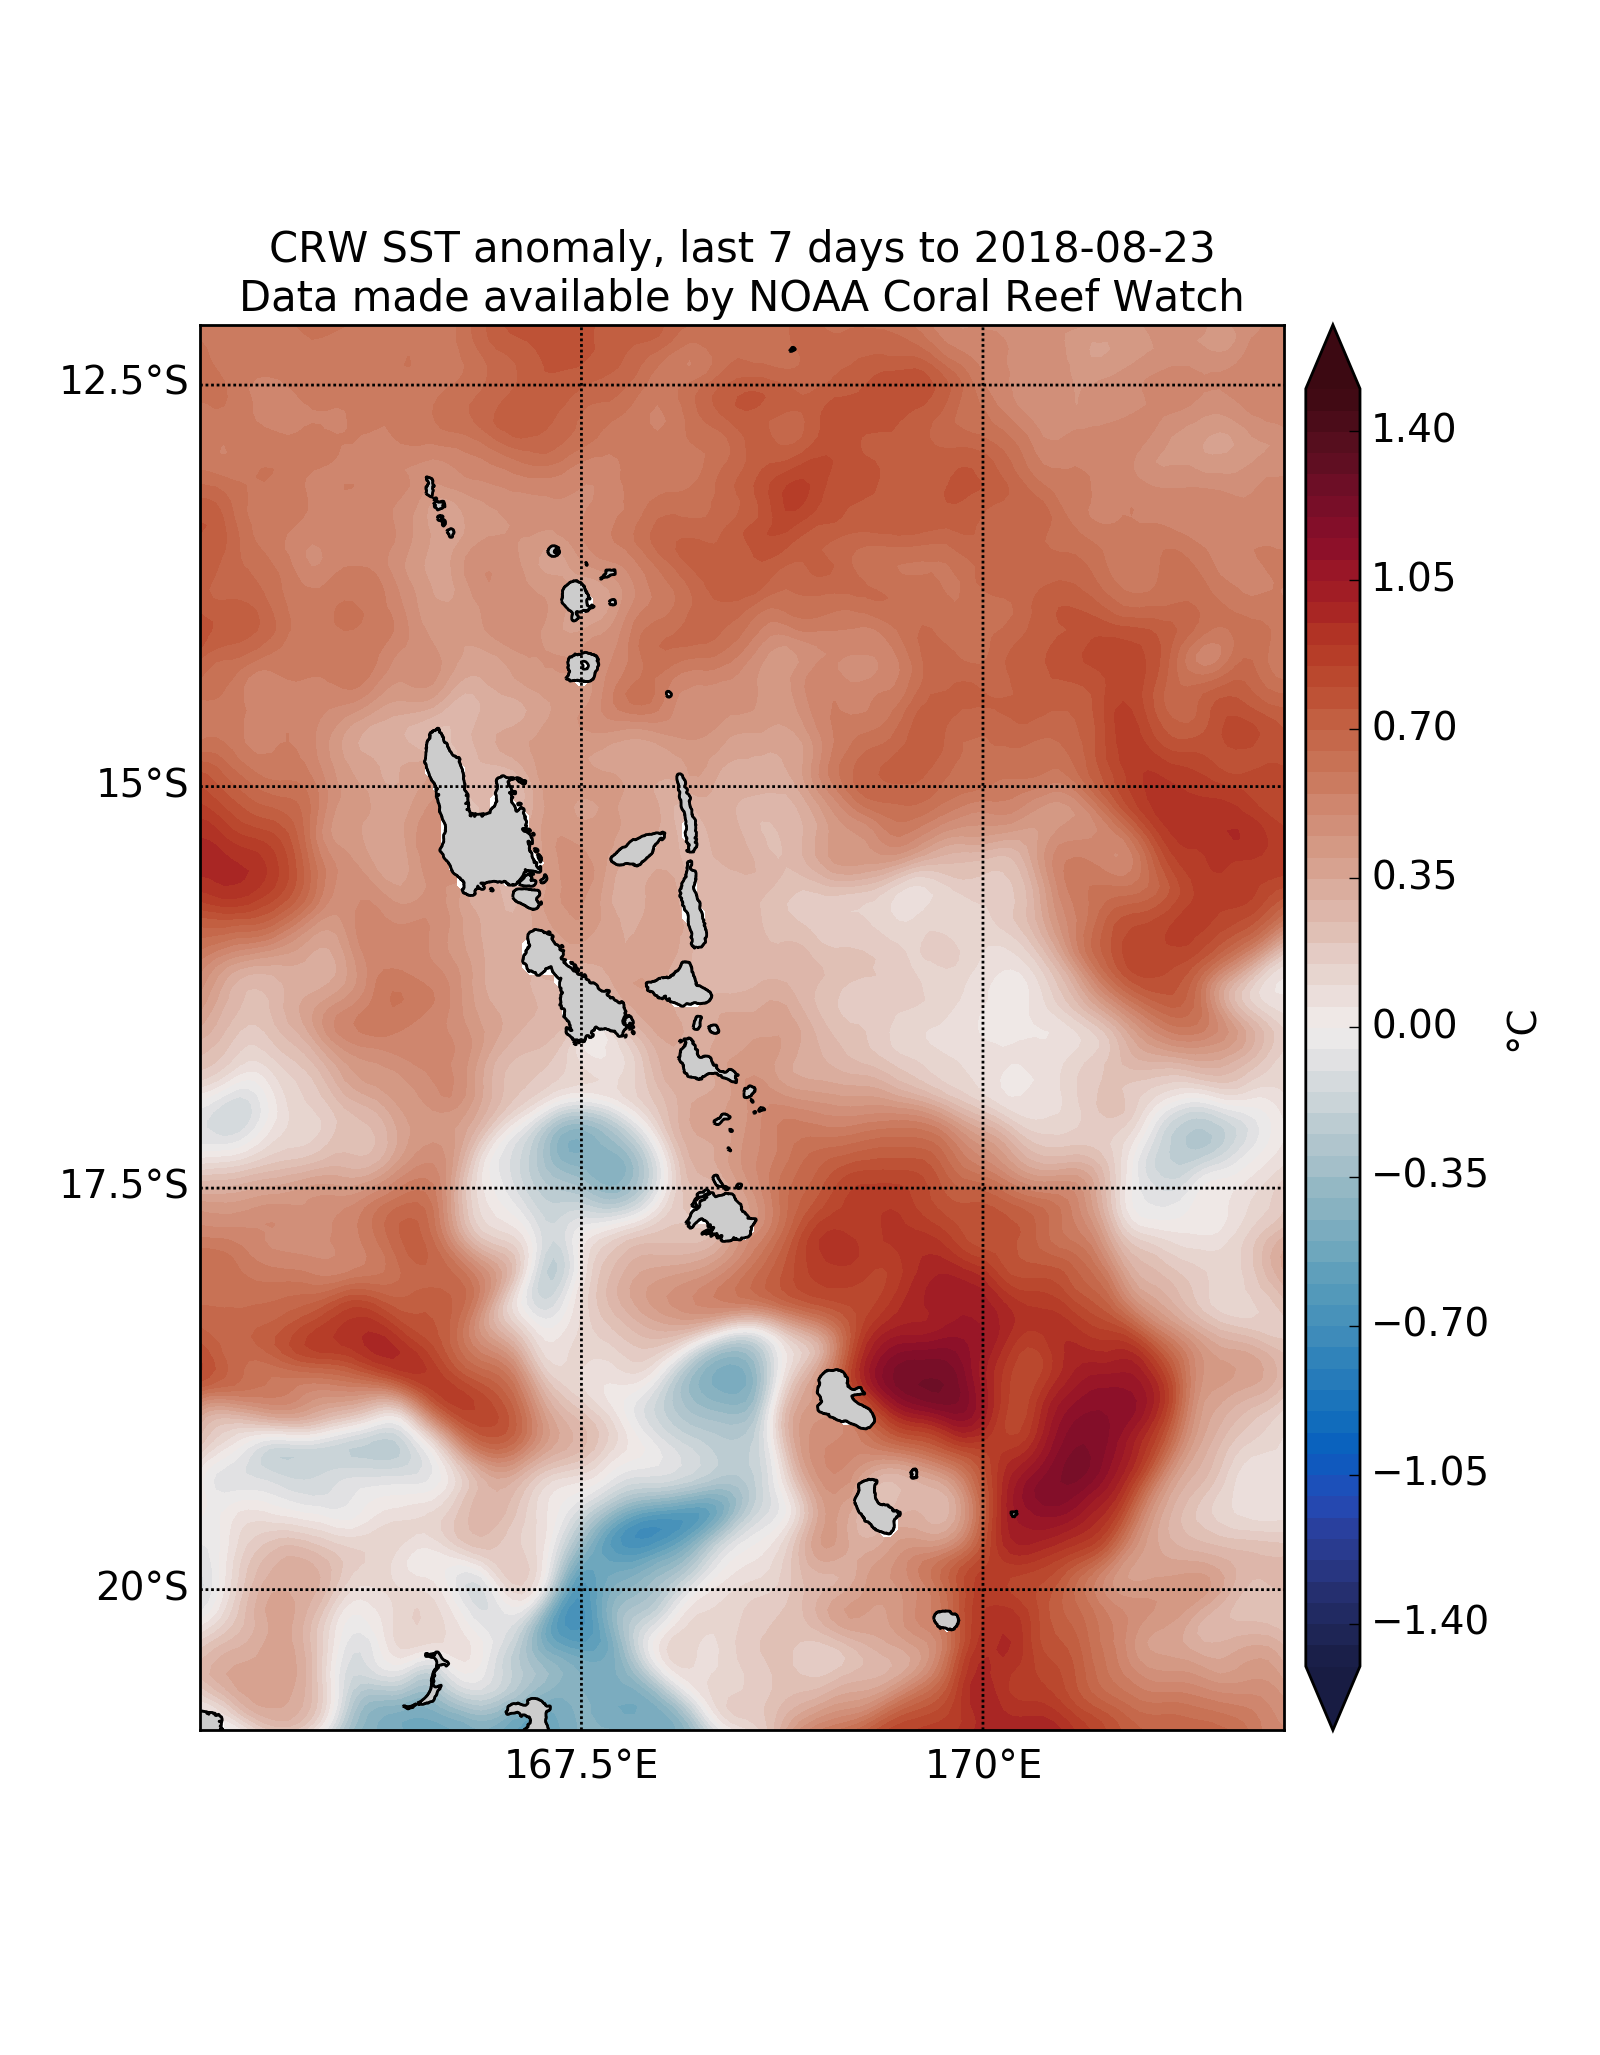 CRW SST anomaly, last 7 days to 2018-08-23
Data made available by NOAA Coral Reef Watch
12.5°S
15°S
17.5°S
20°S
167.5°E
170°E
1.40
1.05
0.70
0.35
0.00
−0.35
−0.70
−1.05
−1.40
°C